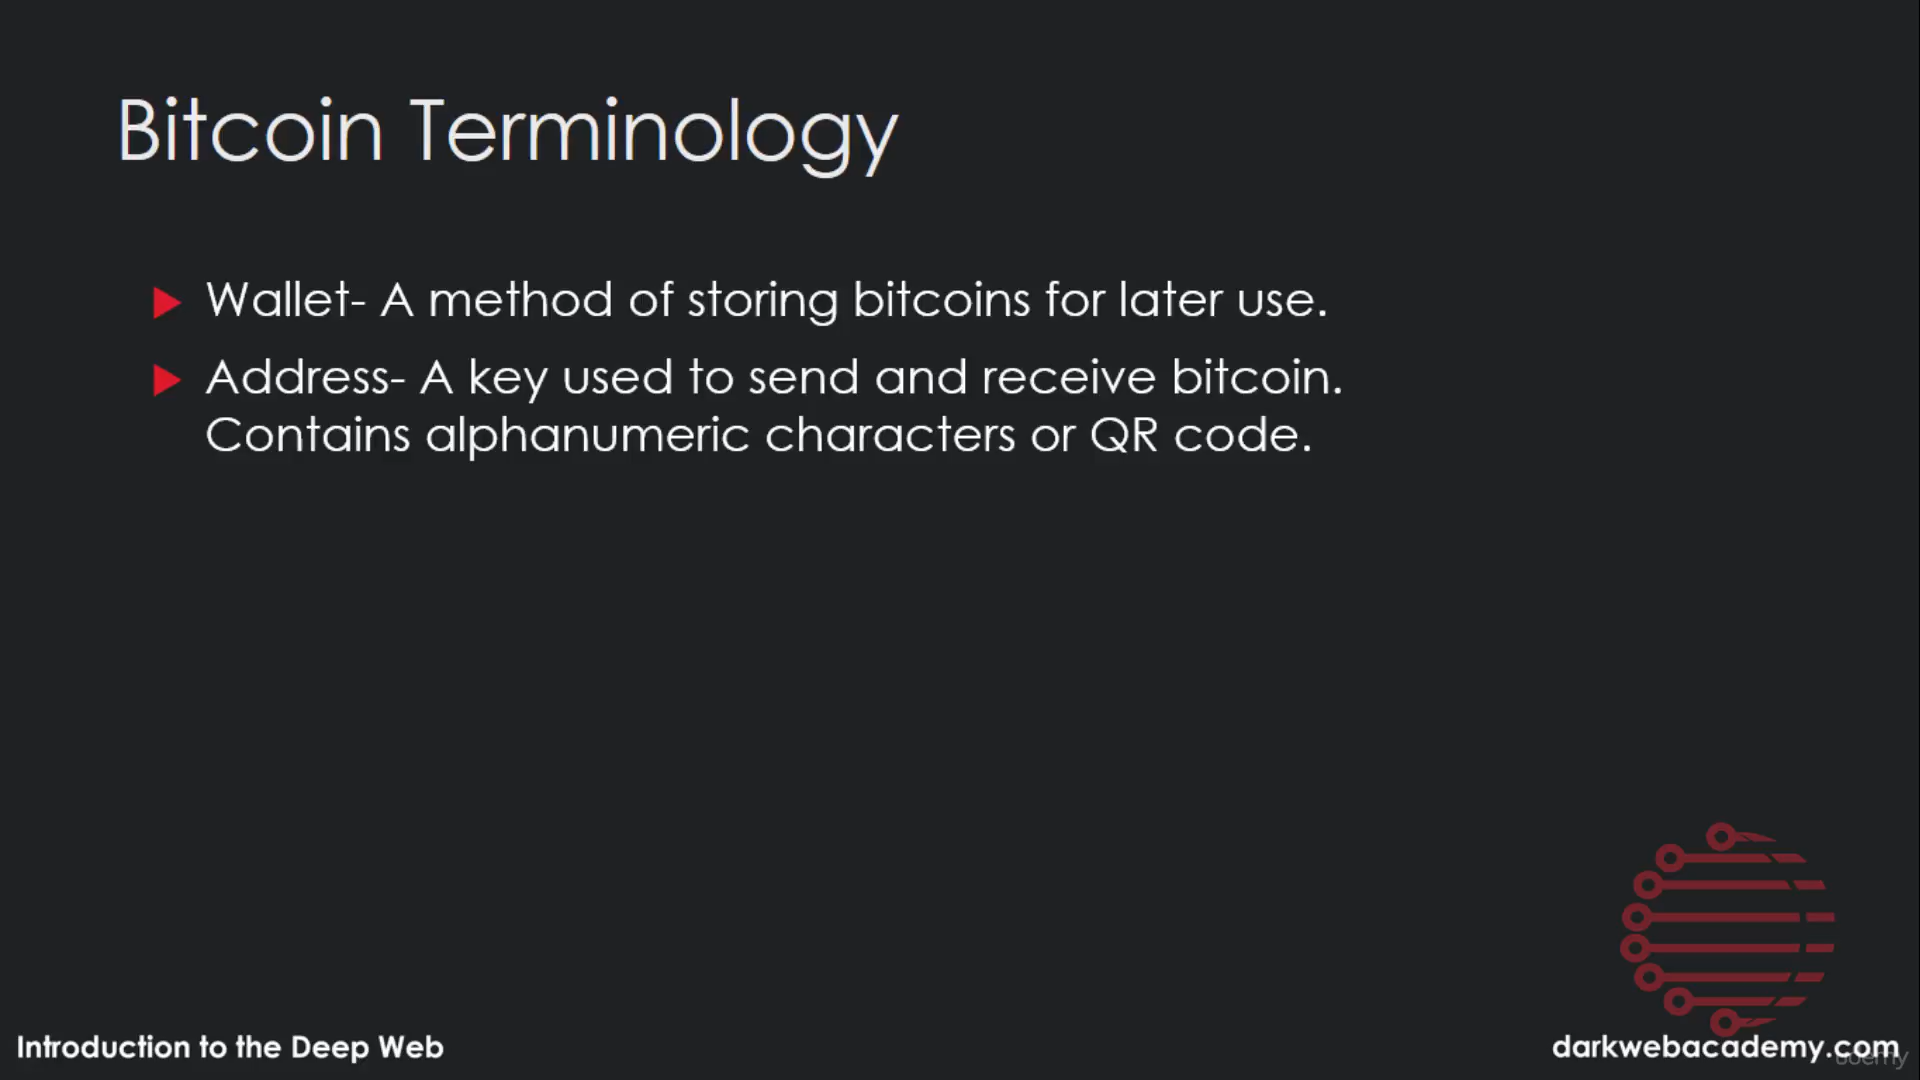 Bitcoin Terminology
Wallet- A method of storing bitcoins for later use.
Address- A key used to send and receive bitcoin.
Contains alphanumeric characters or QR code.
Introduction to the Deep Web
darkwebacademy.com
udemy